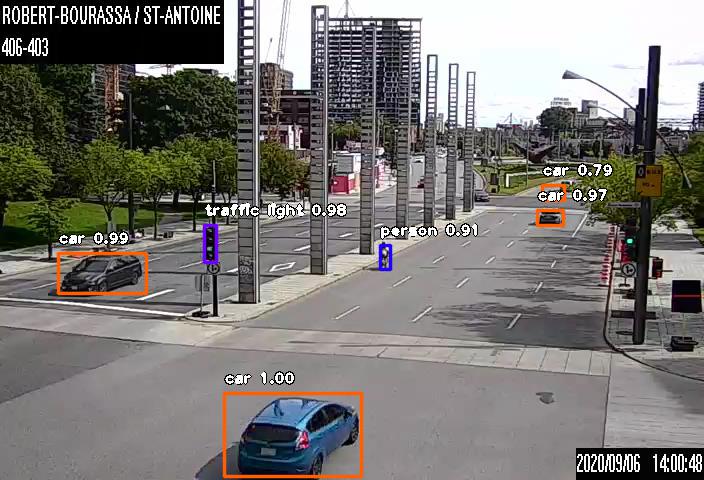 ROBERT-BOURASSA / ST-ANTOINE
406-403
car 0.79
car 0.97
traffic light 0.98
person 0.91
car 0.99
car 1.00
2020/09/06 14:00:48